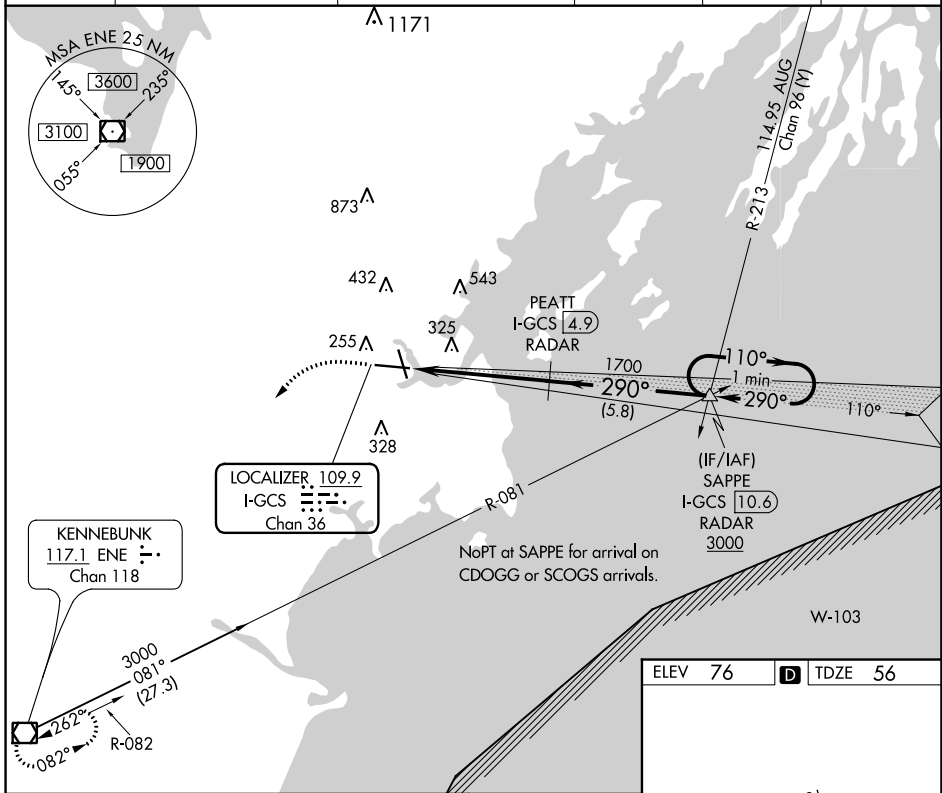 1171
MSA ENE 25 NM
145°
3600
235°
3100
1900
055°
114.95 AUG
Chan 96 (Y)
R-213
873
432
543
255
325
PEATT
I-GCS 4.9
RADAR
1700
290°
(5.8)
110°
1 min
290°
110°
328
(IF/IAF)
SAPPE
I-GCS 10.6
RADAR
3000
LOCALIZER 109.9
I-GCS
Chan 36
R-081
KENNEBUNK
117.1 ENE
Chan 118
NoPT at SAPPE for arrival on
CDOGG or SCOGS arrivals.
W-103
3000
081°
(27.3)
262°
082°
R-082
ELEV 76 D TDZE 56